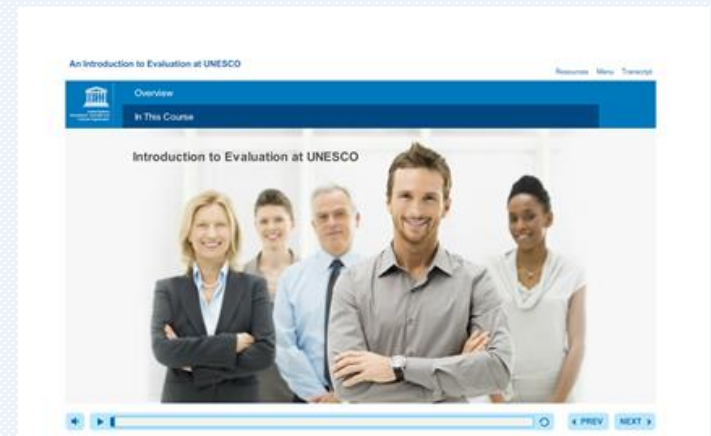 An Introduction to Evaluation at UNESCO
Resources Menu Transcript
Overview
In This Course
Introduction to Evaluation at UNESCO
PREV NEXT